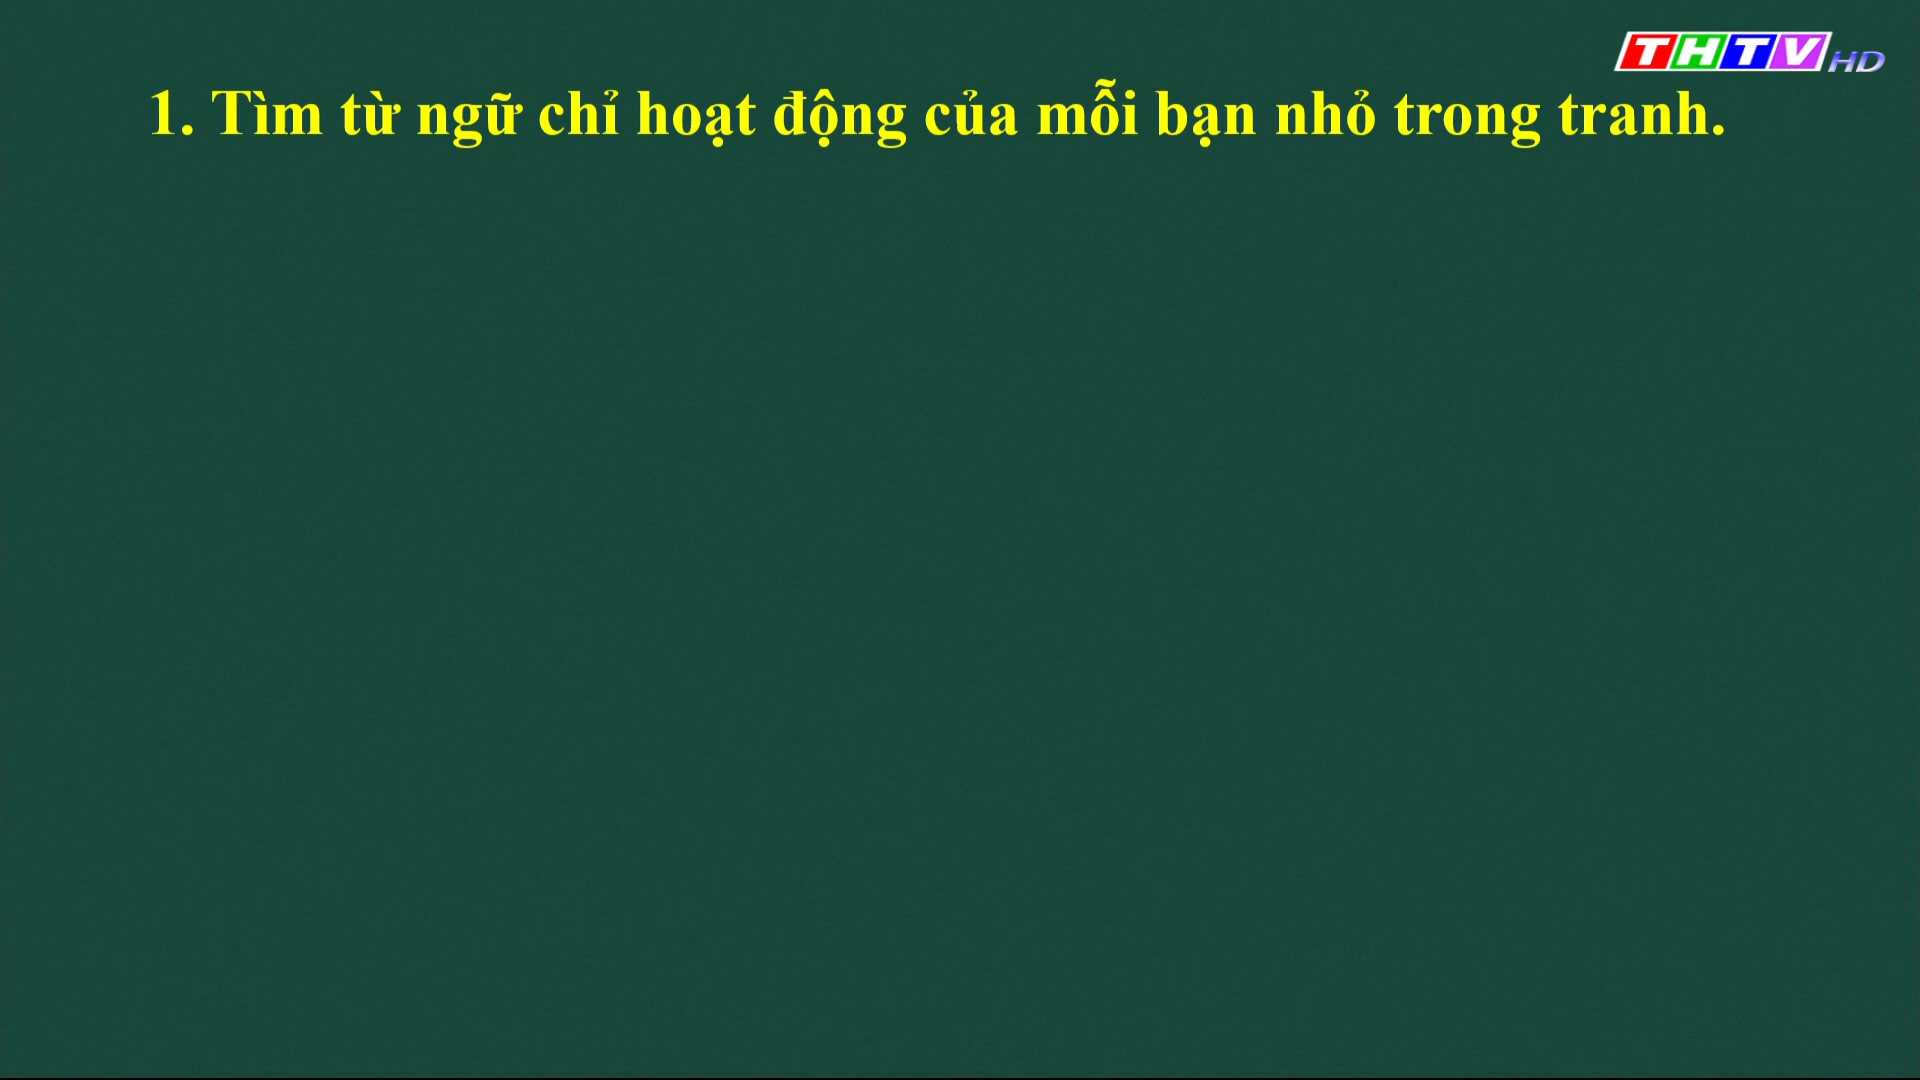 THTV HD
1. Tìm từ ngữ chỉ hoạt động của mỗi bạn nhỏ trong tranh.